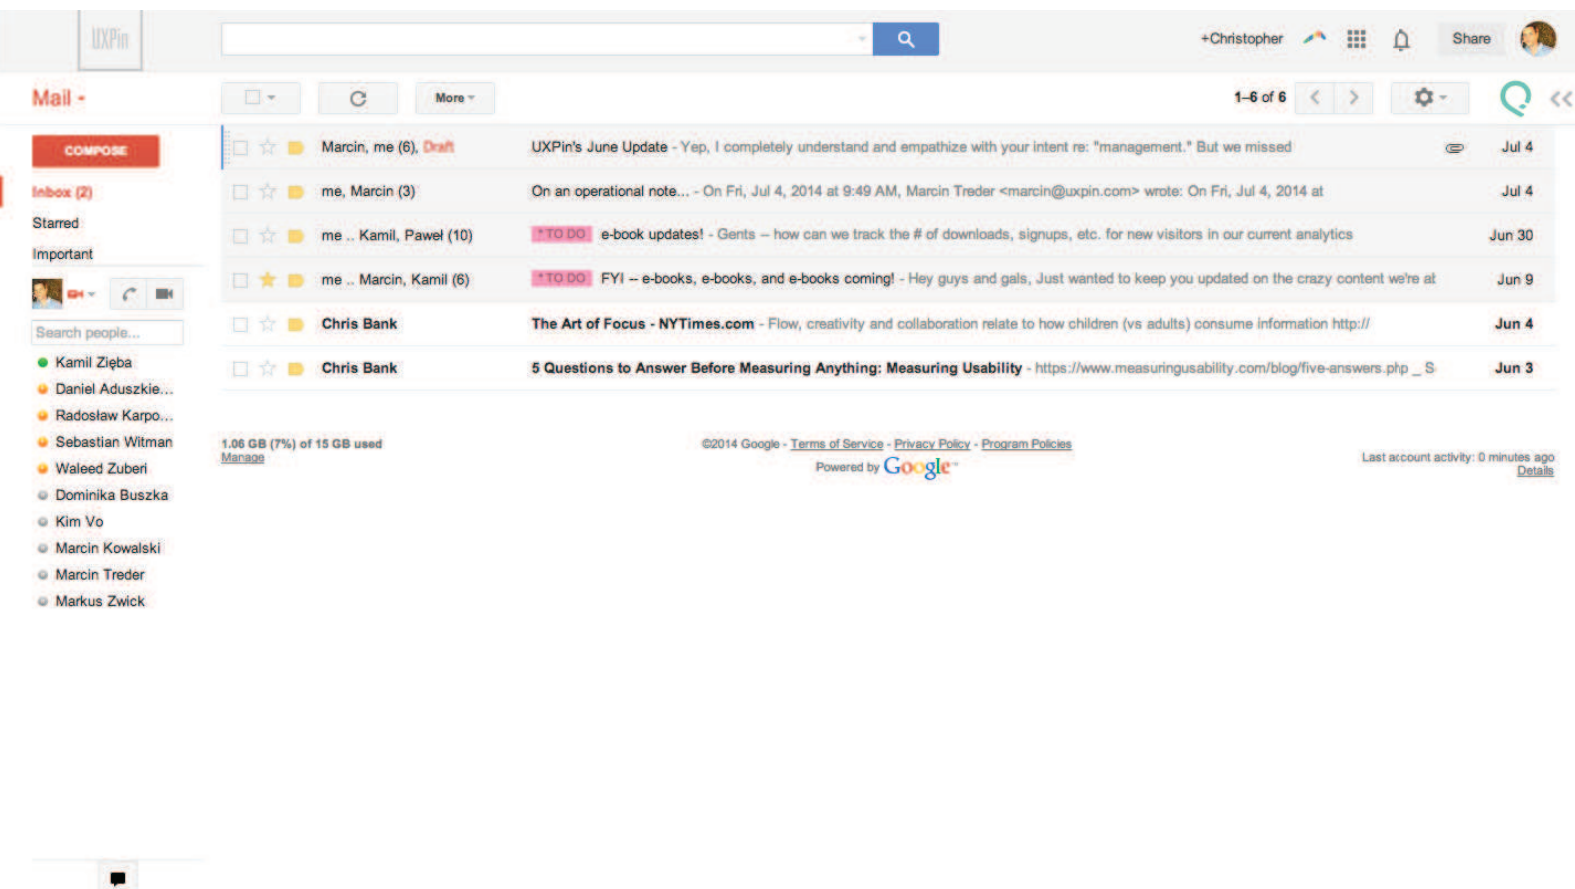 UXPin
+Christopher
Share
Mail
More
1–6 of 6
COMPOSE
Inbox (2)
Starred
Important
Search people...
Kamil Zięba
Daniel Aduszkie...
Radosław Karpo...
Sebastian Witman
Waleed Zuberi
Dominika Buszka
Kim Vo
Marcin Kowalski
Marcin Treder
Markus Zwick
Marcin, me (6), Draft UXPin's June Update - Yep, I completely understand and empathize with your intent re: "management." But we missed Jul 4
me, Marcin (3) On an operational note... - On Fri, Jul 4, 2014 at 9:49 AM, Marcin Treder <marcin@uxpin.com> wrote: On Fri, Jul 4, 2014 at Jul 4
me .. Kamil, Paweł (10) *TO DO e-book updates! - Gents -- how can we track the # of downloads, signups, etc. for new visitors in our current analytics Jun 30
me .. Marcin, Kamil (6) *TO DO FYI -- e-books, e-books, and e-books coming! - Hey guys and gals, Just wanted to keep you updated on the crazy content we're at Jun 9
Chris Bank The Art of Focus - NYTimes.com - Flow, creativity and collaboration relate to how children (vs adults) consume information http:// Jun 4
Chris Bank 5 Questions to Answer Before Measuring Anything: Measuring Usability - https://www.measuringusability.com/blog/five-answers.php _ S Jun 3
1.06 GB (7%) of 15 GB used
Manage
©2014 Google - Terms of Service - Privacy Policy - Program Policies
Powered by Google™
Last account activity: 0 minutes ago
Details